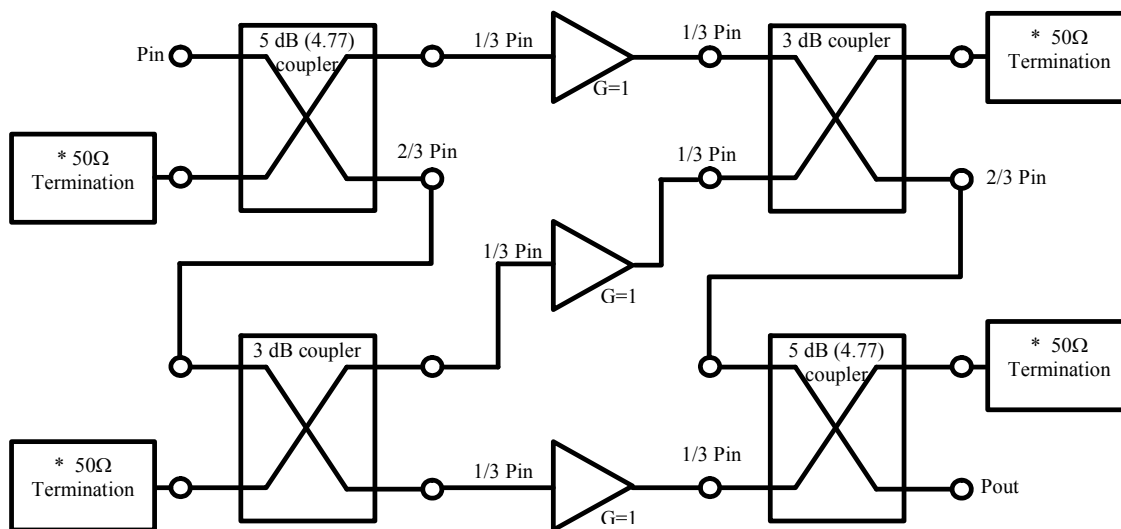 Pin
5 dB (4.77)
coupler
1/3 Pin
G=1
1/3 Pin
3 dB coupler
* 50Ω
Termination
* 50Ω
Termination
2/3 Pin
1/3 Pin
2/3 Pin
1/3 Pin
G=1
3 dB coupler
5 dB (4.77)
coupler
* 50Ω
Termination
* 50Ω
Termination
1/3 Pin
G=1
1/3 Pin
Pout